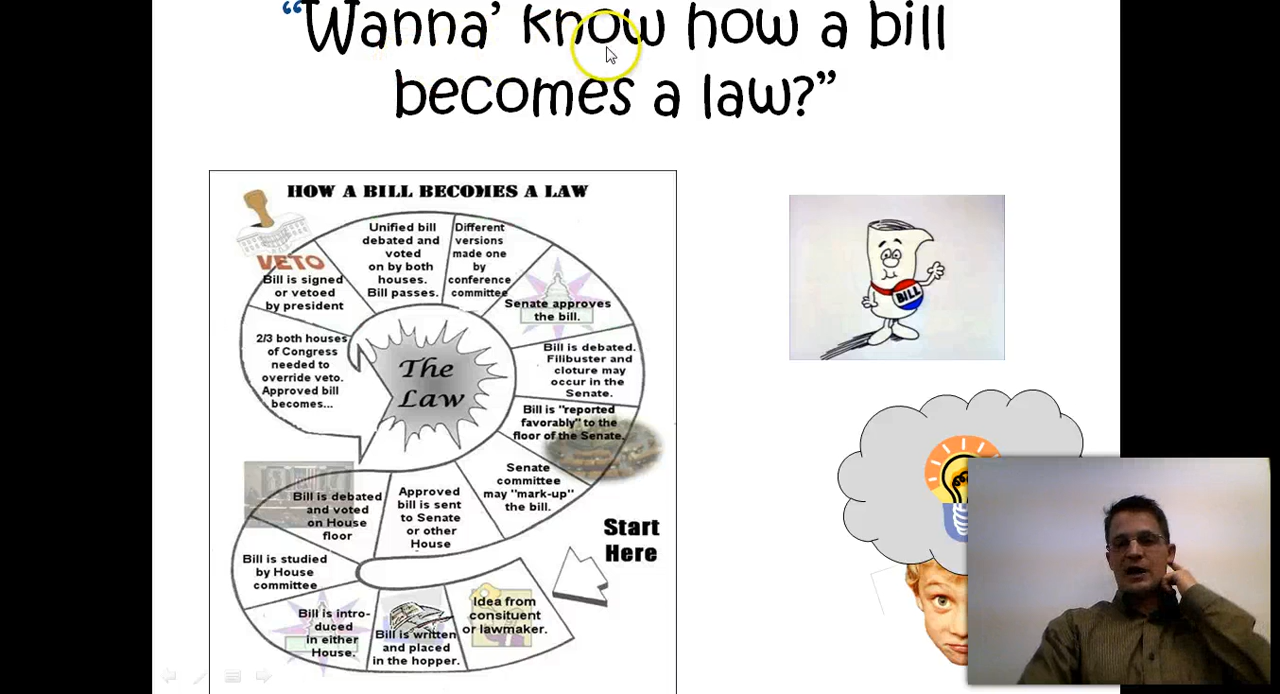 “Wanna’ know how a bill
becomes a law?”
HOW A BILL BECOMES A LAW
VETO
Bill is signed
or vetoed
by president
Unified bill
debated and
voted
on by both
houses.
Bill passes.
Different
versions
made one
by
conference
committee
Senate approves
the bill.
2/3 both houses
of Congress
needed to
override veto.
Approved bill
becomes...
The
Law
Bill is debated.
Filibuster and
cloture may
occur in the
Senate.
Bill is "reported
favorably" to the
floor of the Senate.
Senate
committee
may "mark-up"
the bill.
Approved
bill is sent
to Senate
or other
House
Bill is debated
and voted
on House
floor
Bill is studied
by House
committee
Bill is intro-
duced
in either
House.
Bill is written
and placed
in the hopper.
Idea from
consituent
or lawmaker.
Start
Here
BILL